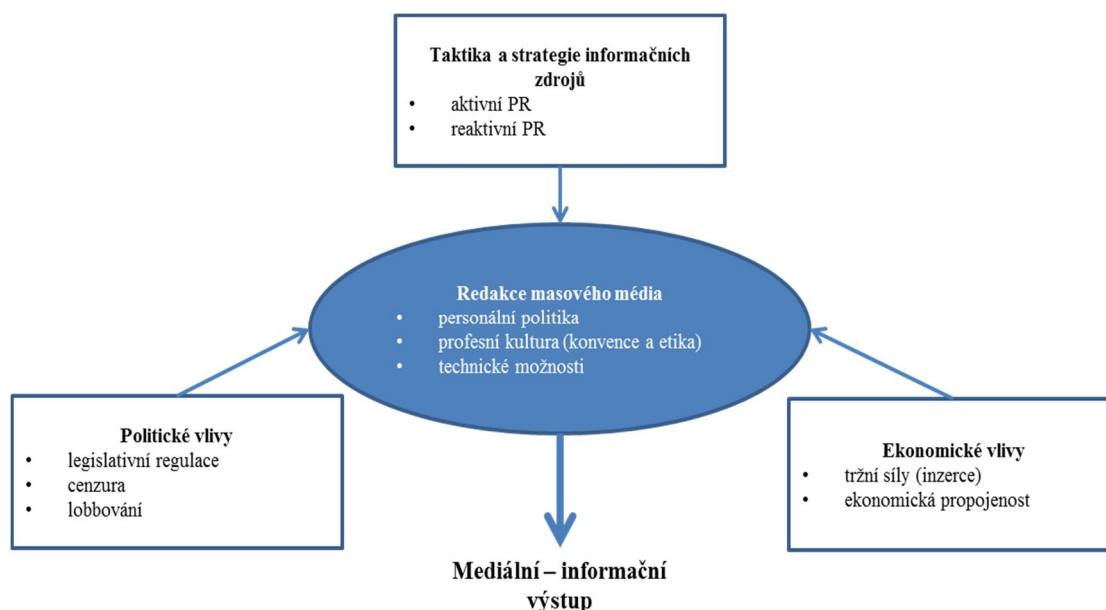 Taktika a strategie informačních
zdrojů
• aktivní PR
• reaktivní PR
Redakce masového média
• personální politika
• profesní kultura (konvence a etika)
• technické možnosti
Politické vlivy
• legislativní regulace
• cenzura
• lobbování
Ekonomické vlivy
• tržní síly (inzerce)
• ekonomická propojenost
Mediální – informační
výstup